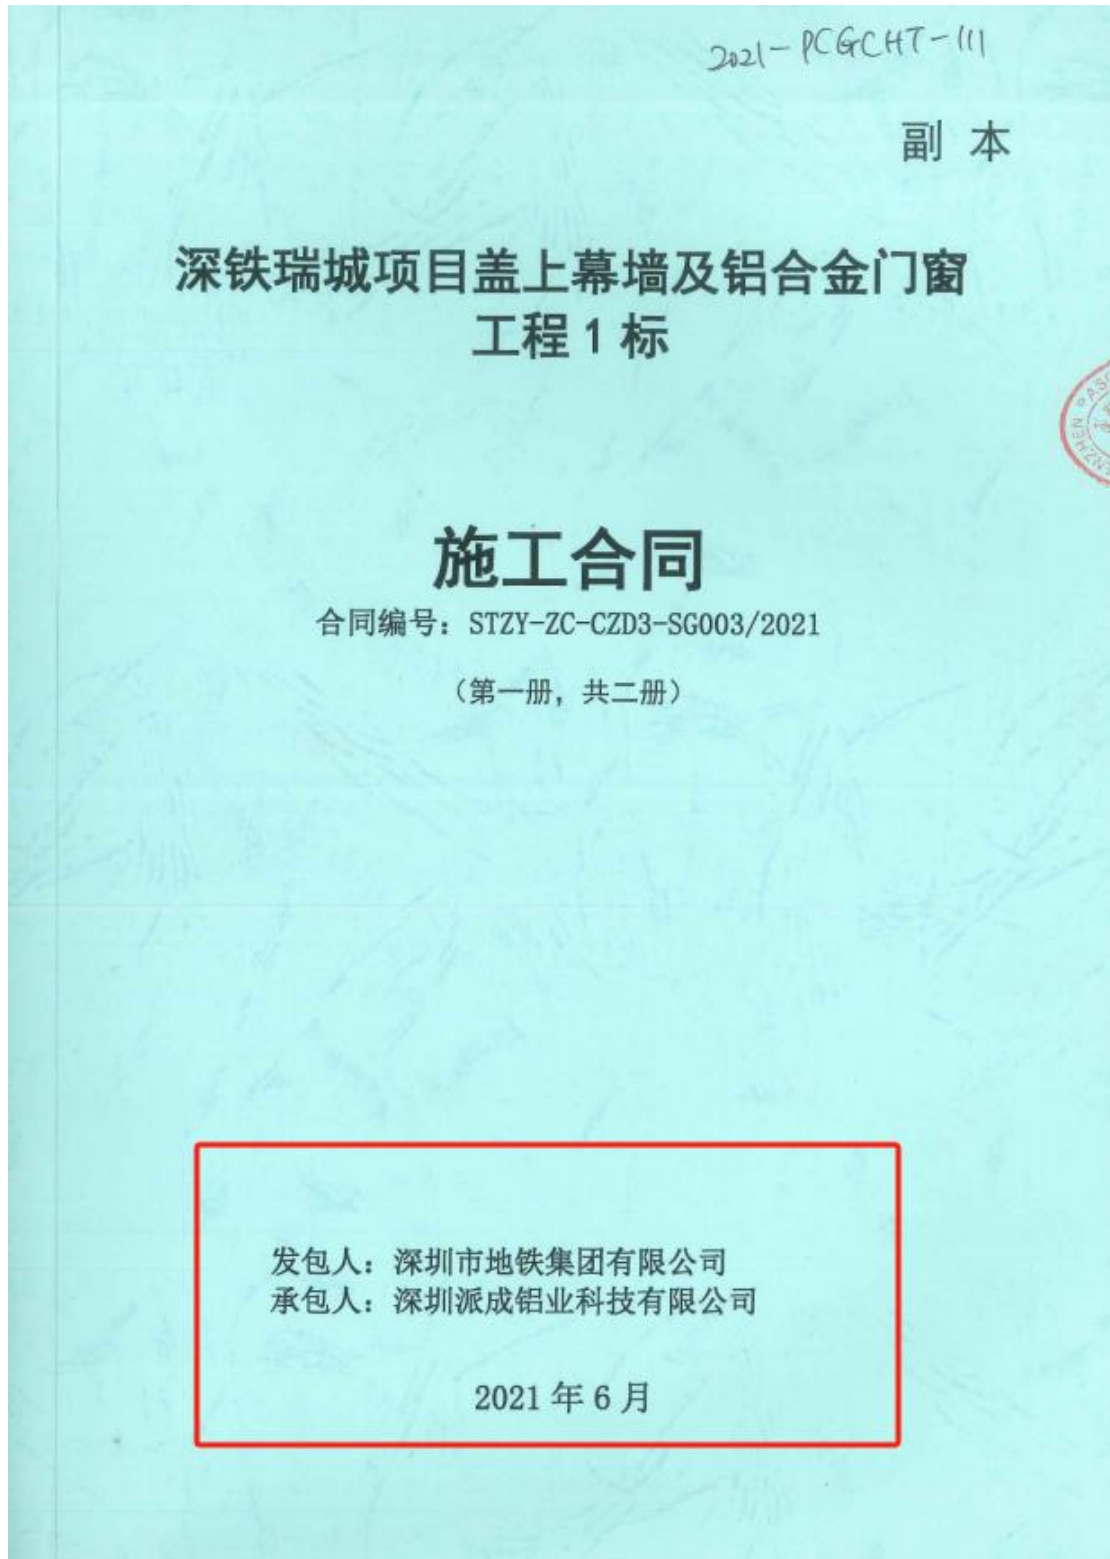 2021-PCGCHT-111
副 本
深铁瑞城项目盖上幕墙及铝合金门窗
工程1标
施工合同
合同编号：STZY-ZC-CZD3-SG003/2021
（第一册，共二册）
发包人：深圳市地铁集团有限公司
承包人：深圳派成铝业科技有限公司
2021年6月